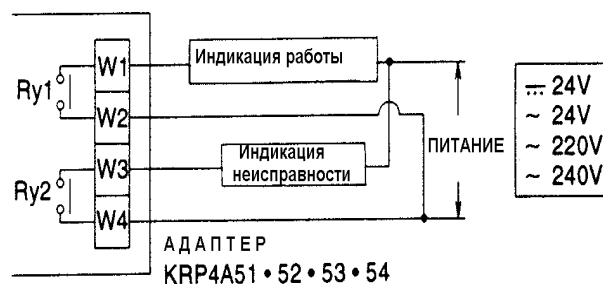 Ry1
W1
W2
W3
W4
Ry2
Индикация работы
Индикация
неисправности
ПИТАНИЕ
⎓ 24V
~ 24V
~ 220V
~ 240V
АДАПТЕР
KRP4A51 • 52 • 53 • 54